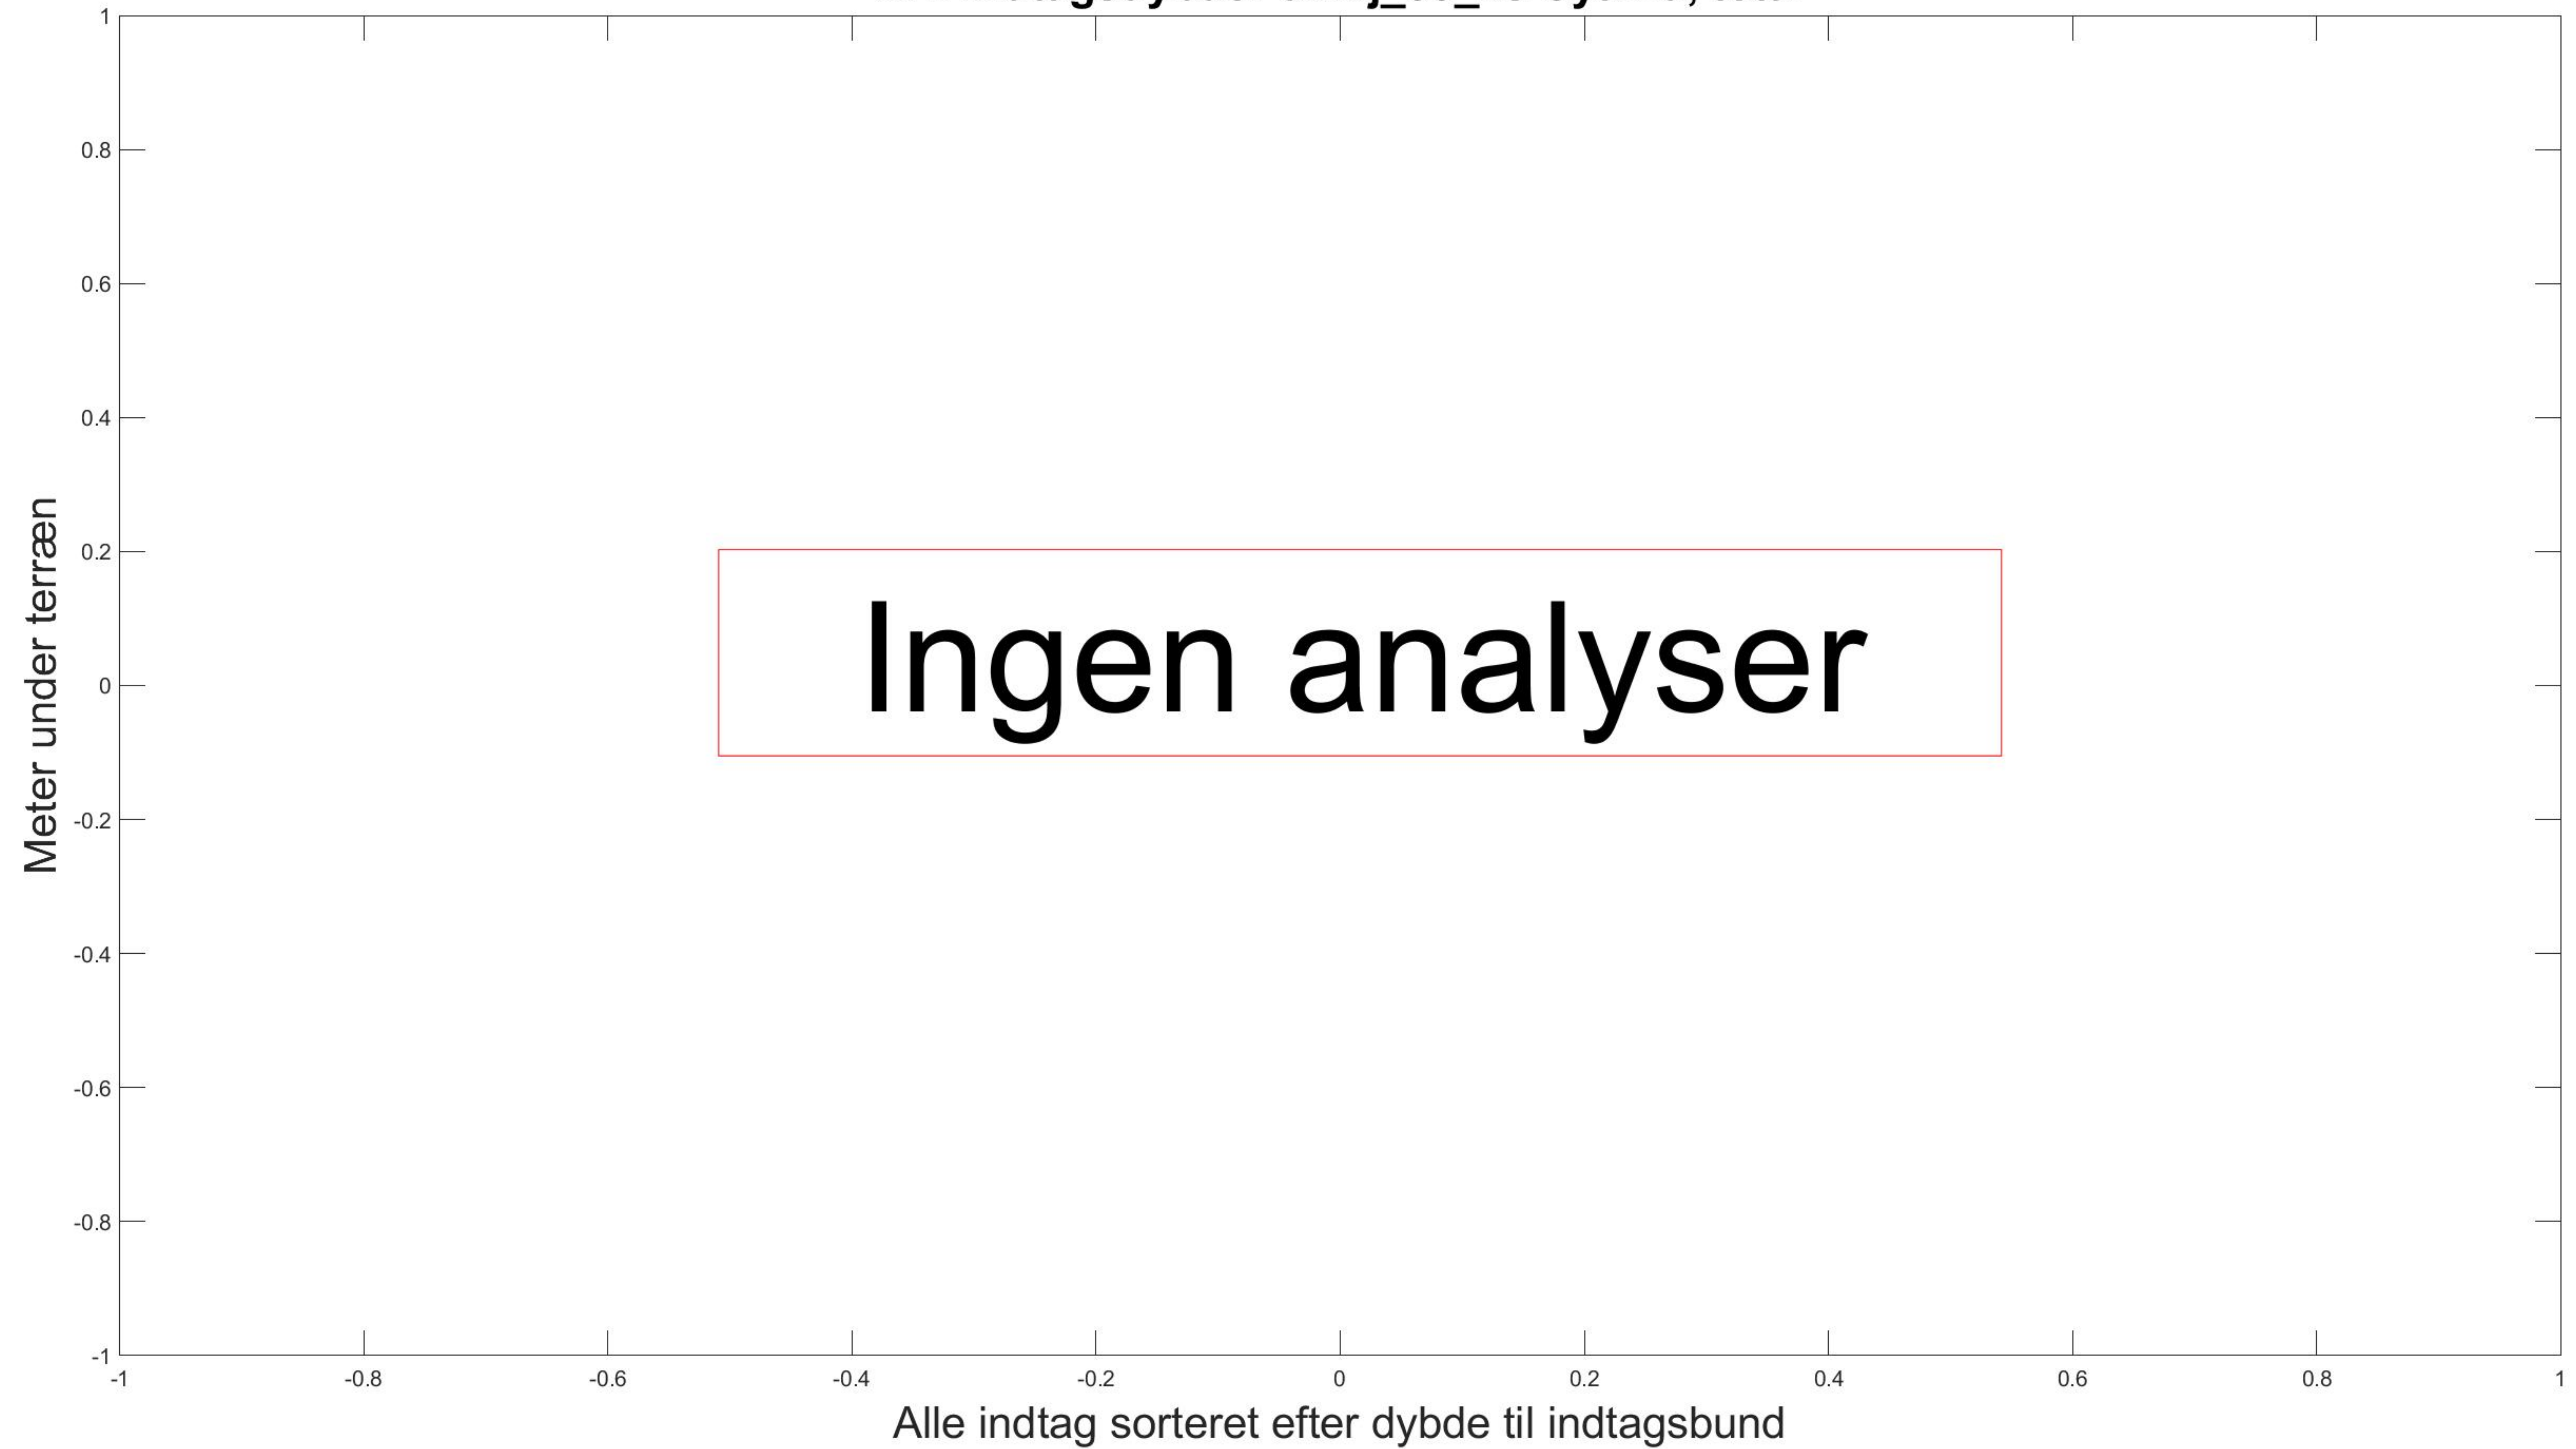 1
0.8
0.6
0.4
0.2
0
-0.2
-0.4
-0.6
-0.8
-1
Meter under terræn
Ingen analyser
-1 -0.8 -0.6 -0.4 -0.2 0 0.2 0.4 0.6 0.8 1
Alle indtag sorteret efter dybde til indtagsbund